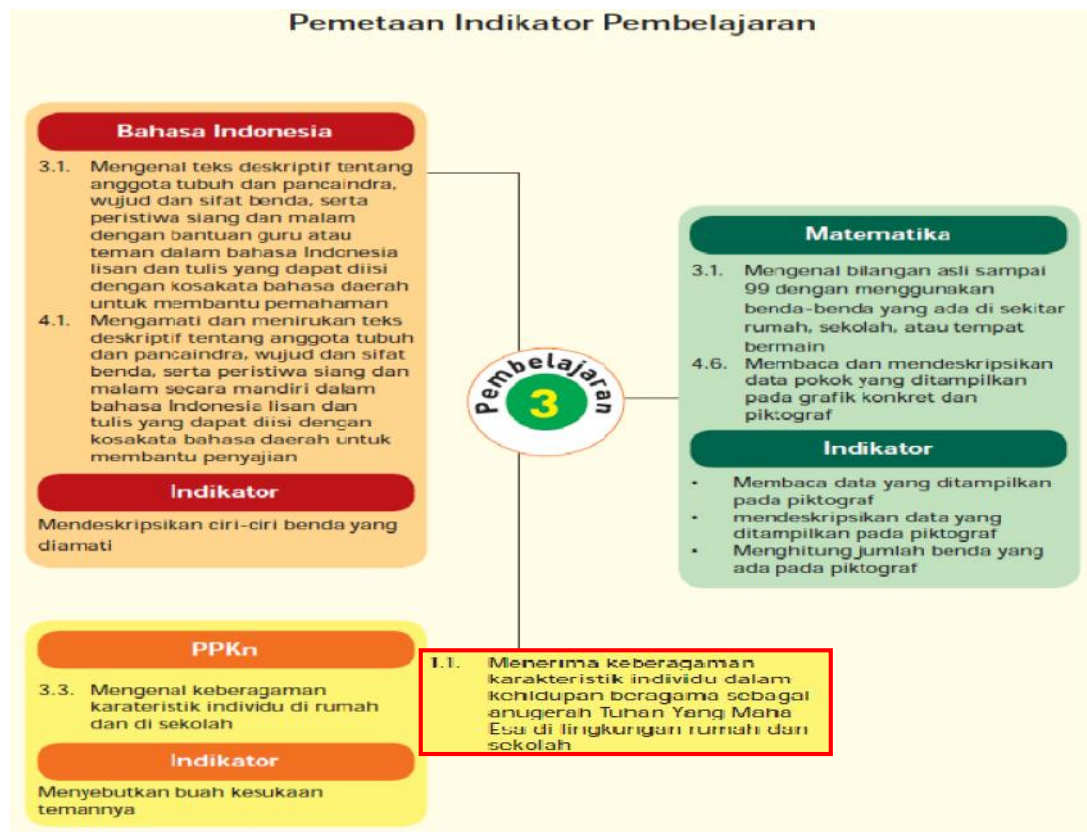 Pemetaan Indikator Pembelajaran
Bahasa Indonesia
3.1. Mengenal teks deskriptif tentang
anggota tubuh dan pancaindra,
wujud dan sifat benda, serta
peristiwa siang dan malam
dengan bantuan guru atau
teman dalam bahasa Indonesia
lisan dan tulis yang dapat diisi
dengan kosakata bahasa daerah
untuk membantu pemahaman
4.1. Mengamati dan menirukan teks
deskriptif tentang anggota tubuh
dan pancaindra, wujud dan sifat
benda, serta peristiwa siang dan
malam secara mandiri dalam
bahasa Indonesia lisan dan
tulis yang dapat diisi dengan
kosakata bahasa daerah untuk
membantu penyajian
Indikator
Mendeskripsikan ciri-ciri benda yang
diamati
Pembelajaran
3
Matematika
3.1. Mengenal bilangan asli sampai
99 dengan menggunakan
benda-benda yang ada di sekitar
rumah, sekolah, atau tempat
bermain
4.6. Membaca dan mendeskripsikan
data pokok yang ditampilkan
pada grafik konkret dan
piktograf
Indikator
• Membaca data yang ditampilkan
pada piktograf
• mendeskripsikan data yang
ditampilkan pada piktograf
• Menghitung jumlah benda yang
ada pada piktograf
PPKn
3.3. Mengenal keberagaman
karateristik individu di rumah
dan di sekolah
Indikator
Menyebutkan buah kesukaan
temannya
1.1. Menerima keberagaman
karakteristik individu dalam
kehidupan beragama sebagai
anugerah Tuhan Yang Maha
Esa di lingkungan rumah dan
sekolah